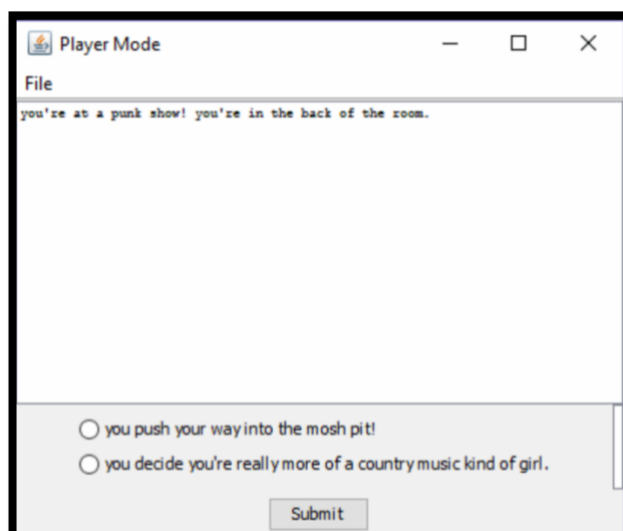 Player Mode
File
you're at a punk show! you're in the back of the room.
you push your way into the mosh pit!
you decide you're really more of a country music kind of girl.
Submit